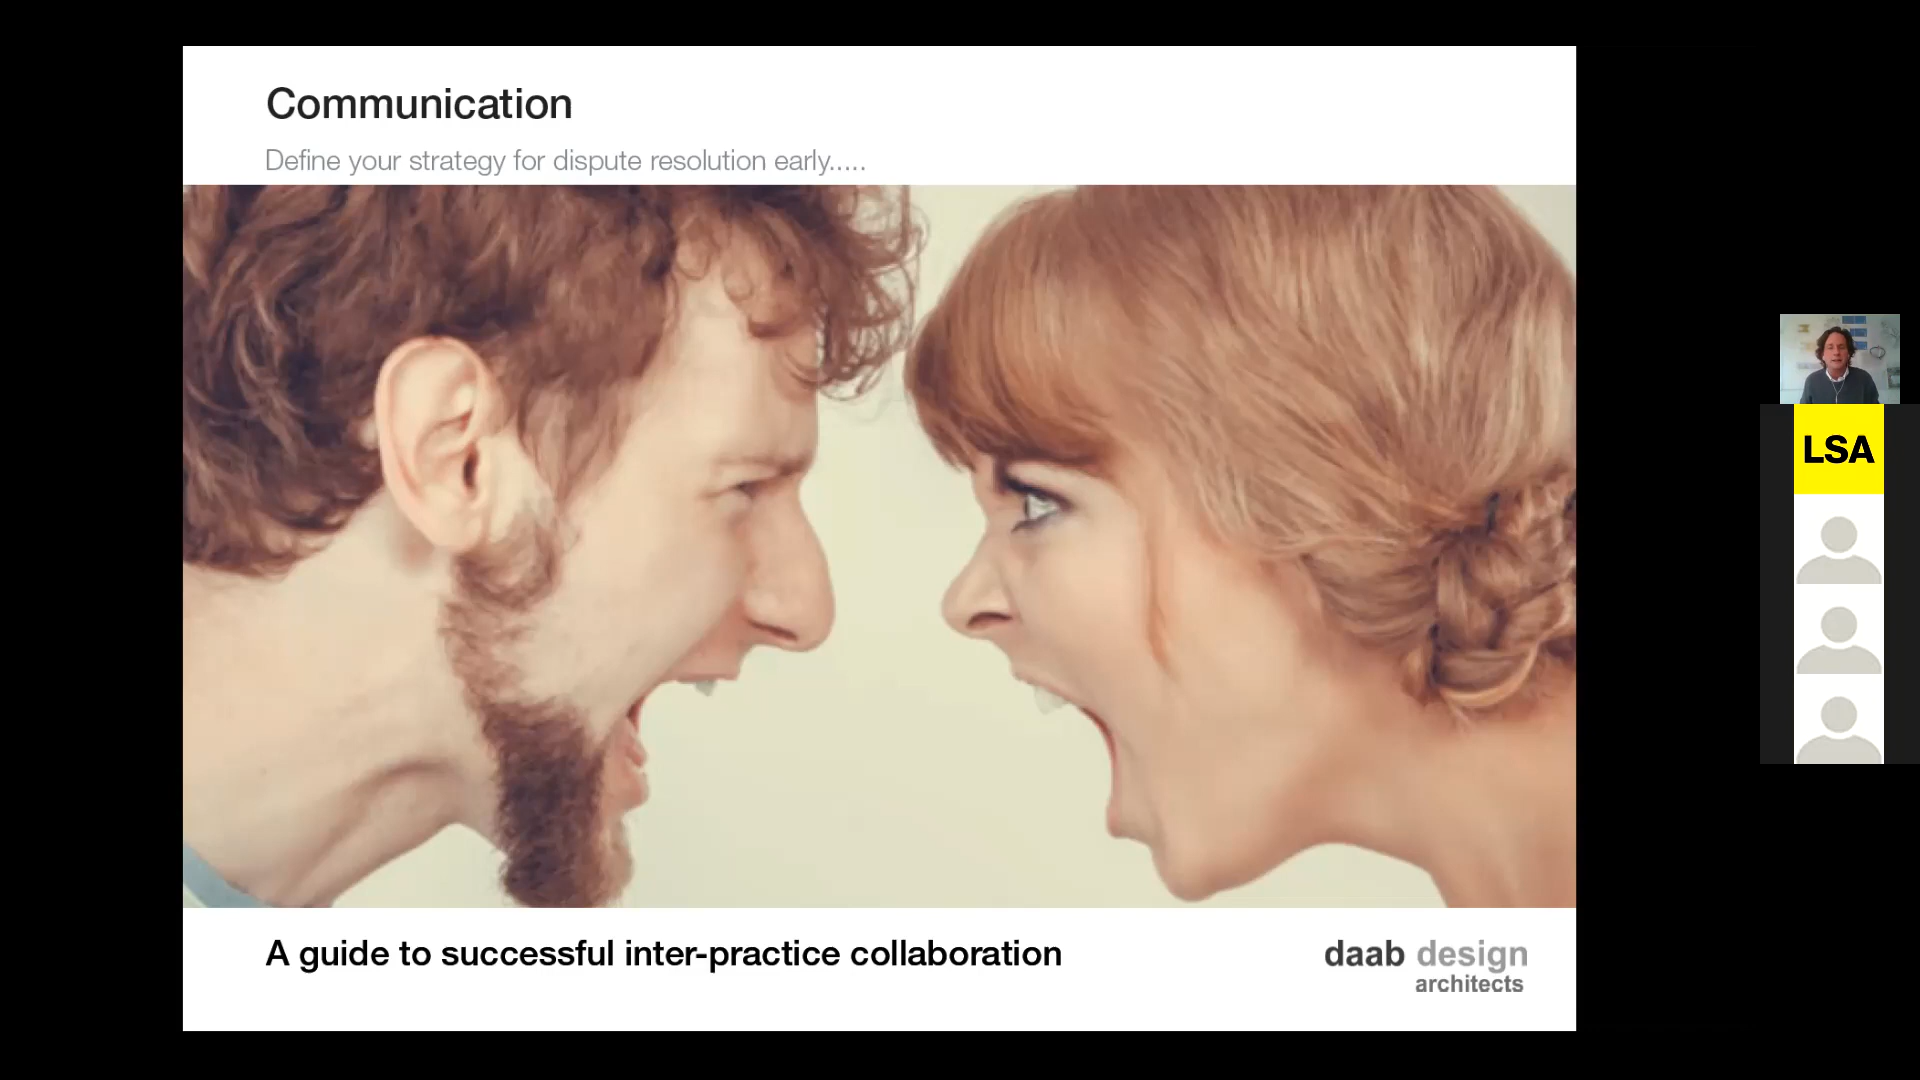 Communication
Define your strategy for dispute resolution early.....
LSA
A guide to successful inter-practice collaboration
daab design
architects